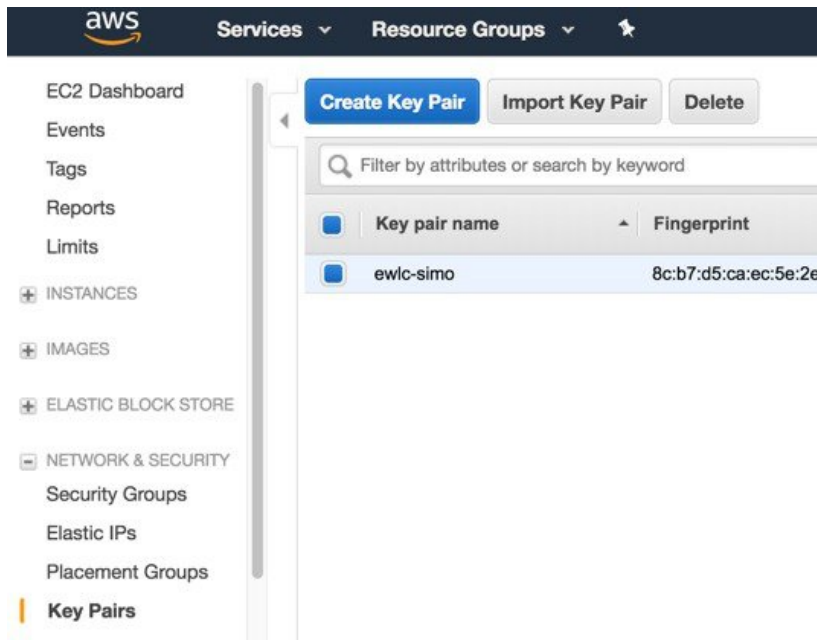 aws
Services
Resource Groups
EC2 Dashboard
Events
Tags
Reports
Limits
INSTANCES
IMAGES
ELASTIC BLOCK STORE
NETWORK & SECURITY
Security Groups
Elastic IPs
Placement Groups
Key Pairs
Create Key Pair
Import Key Pair
Delete
Filter by attributes or search by keyword
Key pair name
Fingerprint
ewlc-simo
8c:b7:d5:ca:ec:5e:2e